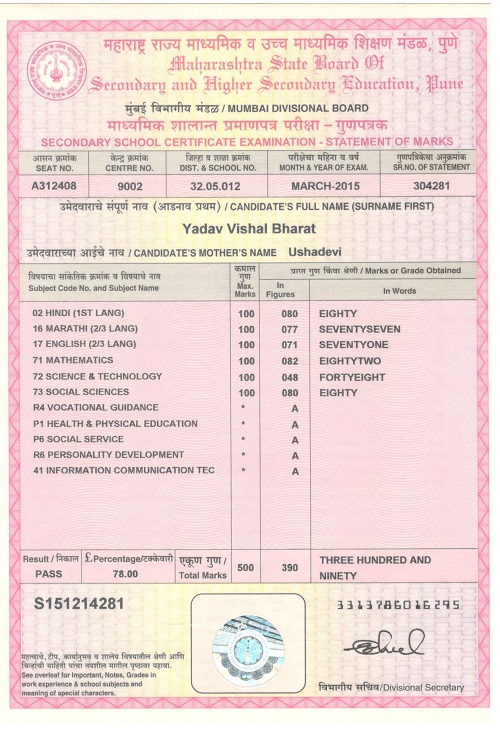 महाराष्ट्र राज्य माध्यमिक व उच्च माध्यमिक शिक्षण मंडळ, पुणे
Maharashtra State Board Of
Secondary and Higher Secondary Education, Pune
मुंबई विभागीय मंडळ / MUMBAI DIVISIONAL BOARD
माध्यमिक शालान्त प्रमाणपत्र परीक्षा – गुणपत्रक
SECONDARY SCHOOL CERTIFICATE EXAMINATION - STATEMENT OF MARKS
आसन क्रमांक केन्द्र क्रमांक जिल्हा व शाळा क्रमांक परीक्षेचा महिना व वर्ष गुणपत्रिकेचा अनुक्रमांक
SEAT NO. CENTRE NO. DIST. & SCHOOL NO. MONTH & YEAR OF EXAM. SR.NO. OF STATEMENT
A312408 9002 32.05.012 MARCH-2015 304281
उमेदवाराचे संपूर्ण नाव (आडनाव प्रथम) / CANDIDATE'S FULL NAME (SURNAME FIRST)
Yadav Vishal Bharat
उमेदवाराच्या आईचे नाव / CANDIDATE'S MOTHER'S NAME Ushadevi
विषयाचा सांकेतिक क्रमांक व विषयाचे नाव कमाल गुण प्राप्त गुण किंवा श्रेणी / Marks or Grade Obtained
Subject Code No. and Subject Name Max. Marks In Figures In Words
02 HINDI (1ST LANG) 100 080 EIGHTY
16 MARATHI (2/3 LANG) 100 077 SEVENTYSEVEN
17 ENGLISH (2/3 LANG) 100 071 SEVENTYONE
71 MATHEMATICS 100 082 EIGHTYTWO
72 SCIENCE & TECHNOLOGY 100 048 FORTYEIGHT
73 SOCIAL SCIENCES 100 080 EIGHTY
R4 VOCATIONAL GUIDANCE * A
P1 HEALTH & PHYSICAL EDUCATION * A
P6 SOCIAL SERVICE * A
R6 PERSONALITY DEVELOPMENT * A
41 INFORMATION COMMUNICATION TEC * A
Result / निकाल £ Percentage/टक्केवारी एकूण गुण / 500 390 THREE HUNDRED AND
PASS 78.00 Total Marks NINETY
S151214281
3313786016295
महत्वाचे, टीप, कार्यानुभव व शालेय विषयातील श्रेणी आणि
चिन्हांची माहिती यांचा तपशील मागील पृष्ठावर पहावा.
See overleaf for Important, Notes, Grades in
work experience & school subjects and
meaning of special characters.
विभागीय सचिव/Divisional Secretary